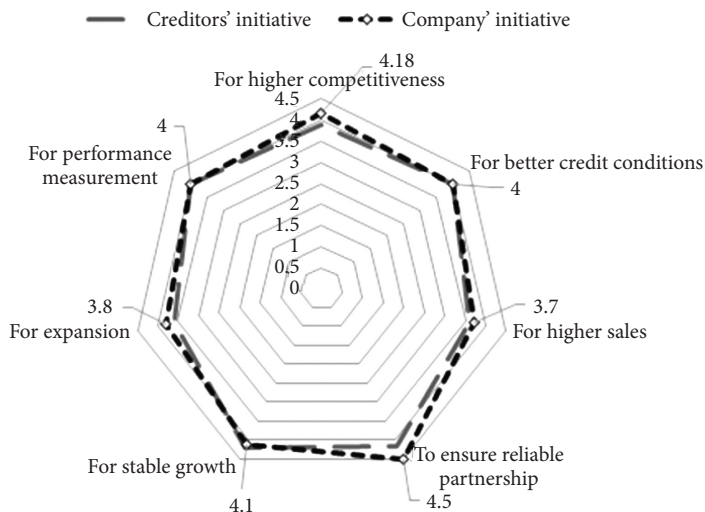 Creditors’ initiative
Company’ initiative
4.18
For higher competitiveness
4.5
4
3.5
3
2.5
2
1.5
1
0.5
0
4
For performance
measurement
For better credit conditions
4
3.8
For expansion
3.7
For higher sales
For stable growth
4.1
To ensure reliable
partnership
4.5